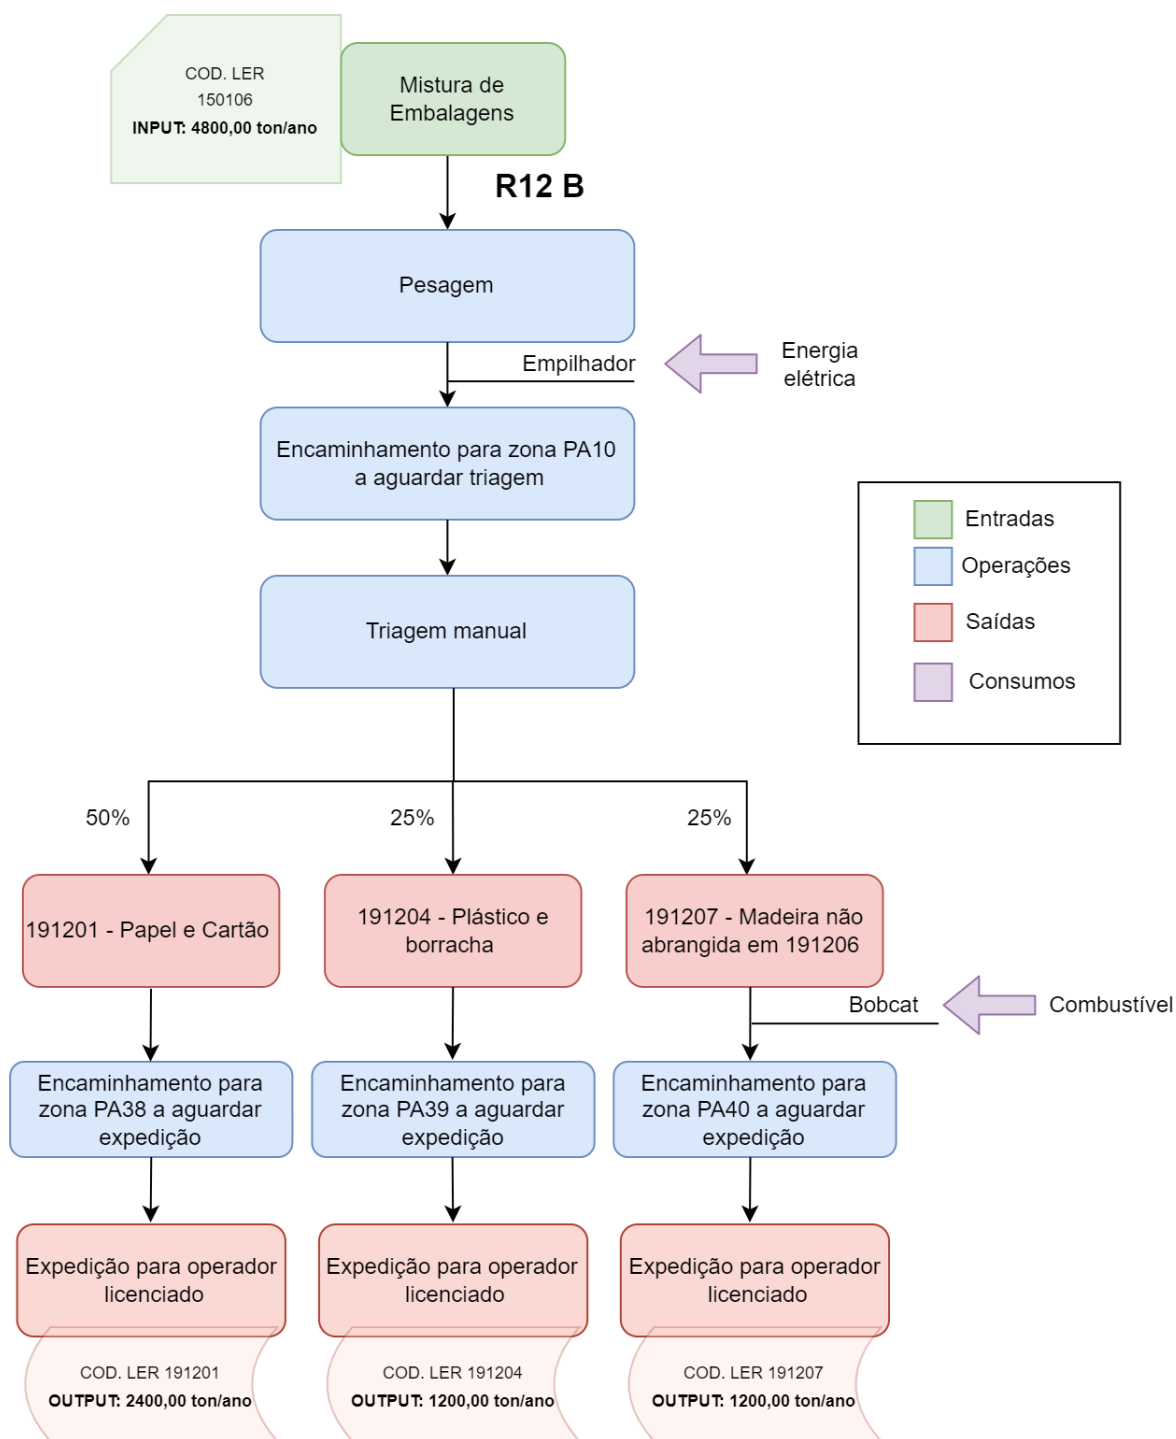 COD. LER
150106
INPUT: 4800,00 ton/ano
Mistura de
Embalagens
R12 B
Pesagem
Empilhador
Energia
elétrica
Encaminhamento para zona PA10
a aguardar triagem
Triagem manual
Entradas
Operações
Saídas
Consumos
50%
25%
25%
191201 - Papel e Cartão
191204 - Plástico e
borracha
191207 - Madeira não
abrangida em 191206
Bobcat
Combustível
Encaminhamento para
zona PA38 a aguardar
expedição
Encaminhamento para
zona PA39 a aguardar
expedição
Encaminhamento para
zona PA40 a aguardar
expedição
Expedição para operador
licenciado
Expedição para operador
licenciado
Expedição para operador
licenciado
COD. LER 191201
OUTPUT: 2400,00 ton/ano
COD. LER 191204
OUTPUT: 1200,00 ton/ano
COD. LER 191207
OUTPUT: 1200,00 ton/ano